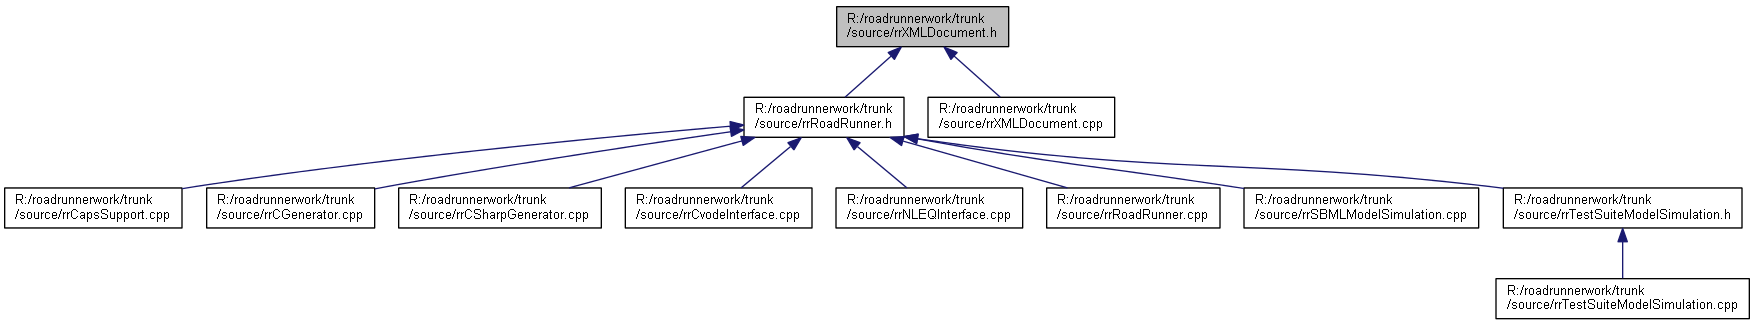 R:/roadrunnerwork/trunk
/source/rrXMLDocument.h
R:/roadrunnerwork/trunk
/source/rrRoadRunner.h
R:/roadrunnerwork/trunk
/source/rrXMLDocument.cpp
R:/roadrunnerwork/trunk
/source/rrCapsSupport.cpp
R:/roadrunnerwork/trunk
/source/rrCGenerator.cpp
R:/roadrunnerwork/trunk
/source/rrCSharpGenerator.cpp
R:/roadrunnerwork/trunk
/source/rrCvodeInterface.cpp
R:/roadrunnerwork/trunk
/source/rrNLEQInterface.cpp
R:/roadrunnerwork/trunk
/source/rrRoadRunner.cpp
R:/roadrunnerwork/trunk
/source/rrSBMLModelSimulation.cpp
R:/roadrunnerwork/trunk
/source/rrTestSuiteModelSimulation.h
R:/roadrunnerwork/trunk
/source/rrTestSuiteModelSimulation.cpp